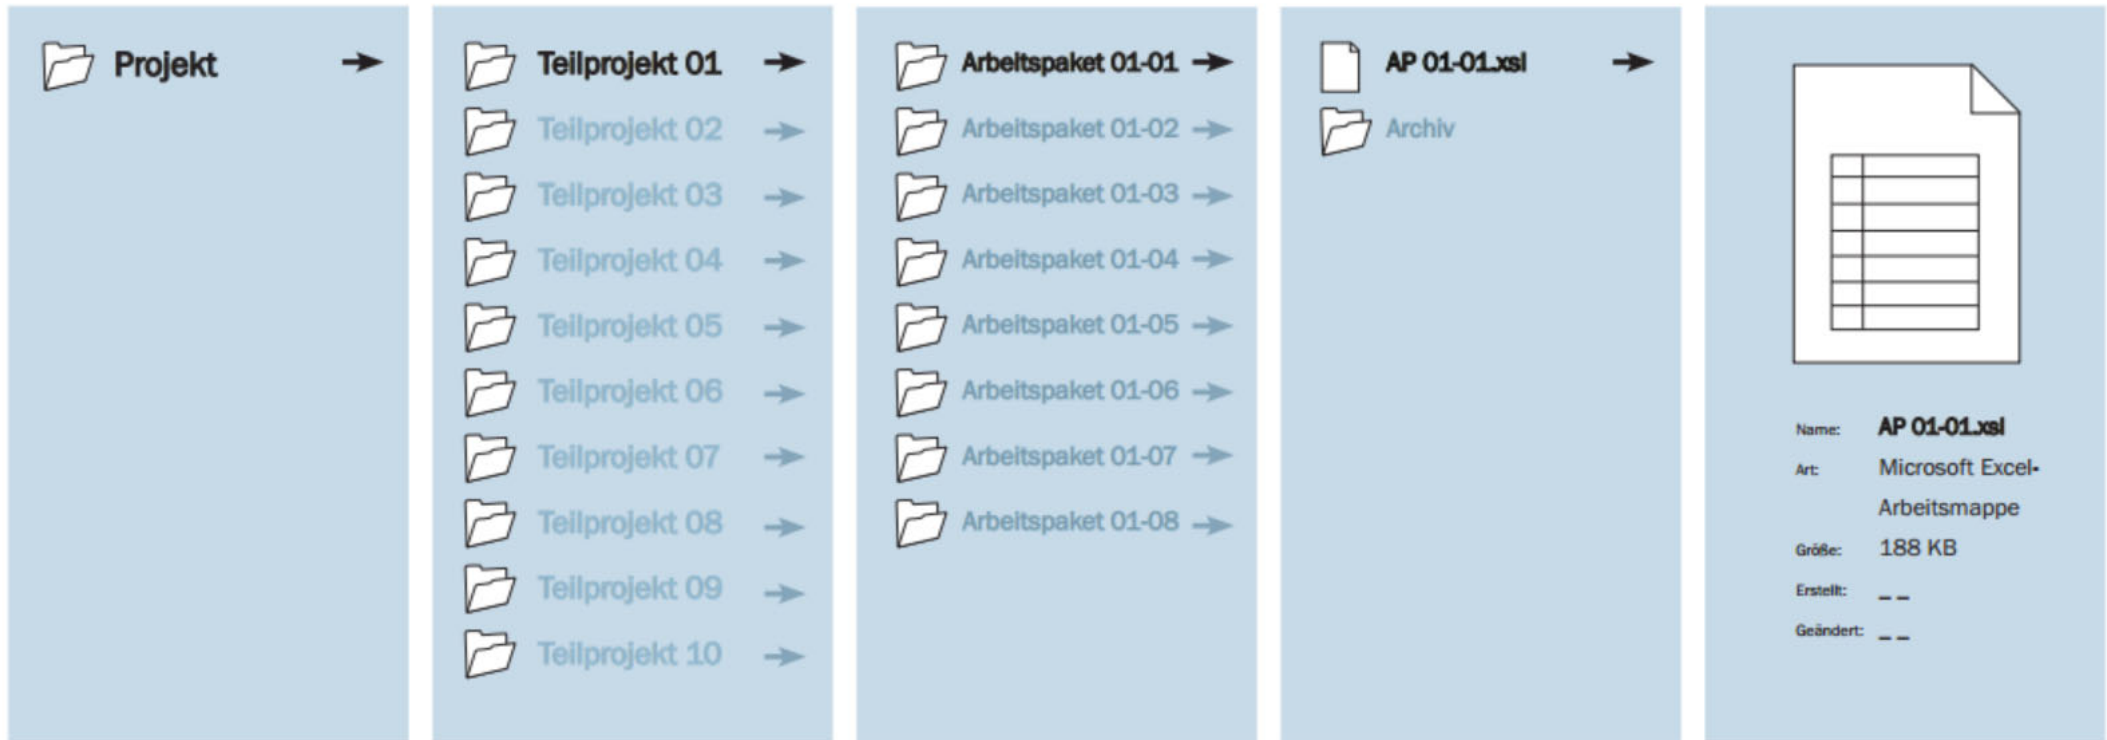 Projekt
Teilprojekt 01
Teilprojekt 02
Teilprojekt 03
Teilprojekt 04
Teilprojekt 05
Teilprojekt 06
Teilprojekt 07
Teilprojekt 08
Teilprojekt 09
Teilprojekt 10
Arbeitspaket 01-01
Arbeitspaket 01-02
Arbeitspaket 01-03
Arbeitspaket 01-04
Arbeitspaket 01-05
Arbeitspaket 01-06
Arbeitspaket 01-07
Arbeitspaket 01-08
AP 01-01.xsl
Archiv
Name: AP 01-01.xsl
Art: Microsoft Excel-
Arbeitsmappe
Größe: 188 KB
Erstellt: _ _
Geändert: _ _